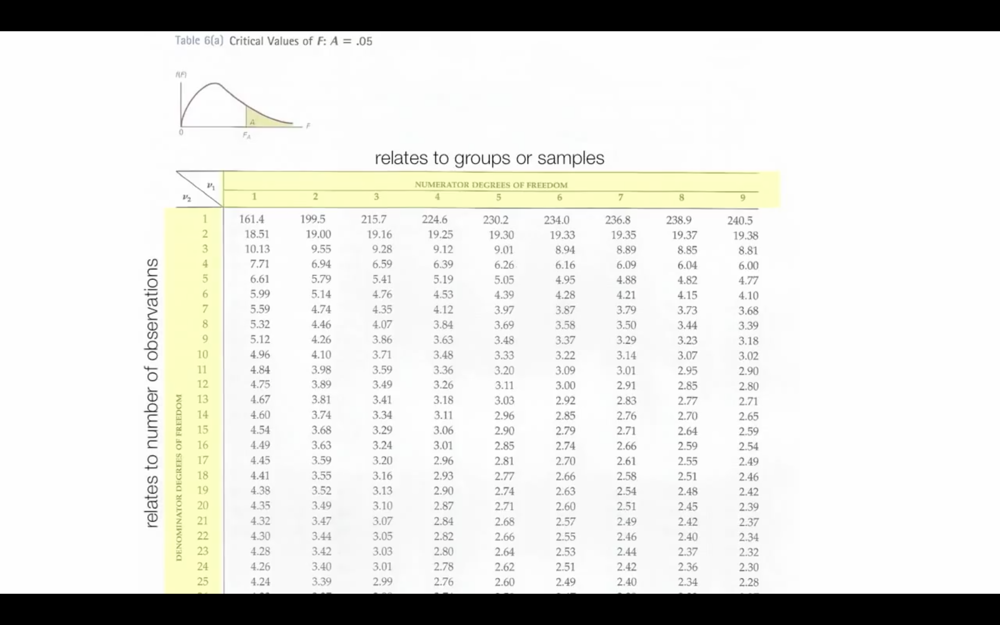 Table 6(a) Critical Values of F: A = .05
f(F)
A
F
0
F_A
relates to groups or samples
ν1
ν2
NUMERATOR DEGREES OF FREEDOM
1 2 3 4 5 6 7 8 9
relates to number of observations
DENOMINATOR DEGREES OF FREEDOM
1 161.4 199.5 215.7 224.6 230.2 234.0 236.8 238.9 240.5
2 18.51 19.00 19.16 19.25 19.30 19.33 19.35 19.37 19.38
3 10.13 9.55 9.28 9.12 9.01 8.94 8.89 8.85 8.81
4 7.71 6.94 6.59 6.39 6.26 6.16 6.09 6.04 6.00
5 6.61 5.79 5.41 5.19 5.05 4.95 4.88 4.82 4.77
6 5.99 5.14 4.76 4.53 4.39 4.28 4.21 4.15 4.10
7 5.59 4.74 4.35 4.12 3.97 3.87 3.79 3.73 3.68
8 5.32 4.46 4.07 3.84 3.69 3.58 3.50 3.44 3.39
9 5.12 4.26 3.86 3.63 3.48 3.37 3.29 3.23 3.18
10 4.96 4.10 3.71 3.48 3.33 3.22 3.14 3.07 3.02
11 4.84 3.98 3.59 3.36 3.20 3.09 3.01 2.95 2.90
12 4.75 3.89 3.49 3.26 3.11 3.00 2.91 2.85 2.80
13 4.67 3.81 3.41 3.18 3.03 2.92 2.83 2.77 2.71
14 4.60 3.74 3.34 3.11 2.96 2.85 2.76 2.70 2.65
15 4.54 3.68 3.29 3.06 2.90 2.79 2.71 2.64 2.59
16 4.49 3.63 3.24 3.01 2.85 2.74 2.66 2.59 2.54
17 4.45 3.59 3.20 2.96 2.81 2.70 2.61 2.55 2.49
18 4.41 3.55 3.16 2.93 2.77 2.66 2.58 2.51 2.46
19 4.38 3.52 3.13 2.90 2.74 2.63 2.54 2.48 2.42
20 4.35 3.49 3.10 2.87 2.71 2.60 2.51 2.45 2.39
21 4.32 3.47 3.07 2.84 2.68 2.57 2.49 2.42 2.37
22 4.30 3.44 3.05 2.82 2.66 2.55 2.46 2.40 2.34
23 4.28 3.42 3.03 2.80 2.64 2.53 2.44 2.37 2.32
24 4.26 3.40 3.01 2.78 2.62 2.51 2.42 2.36 2.30
25 4.24 3.39 2.99 2.76 2.60 2.49 2.40 2.34 2.28